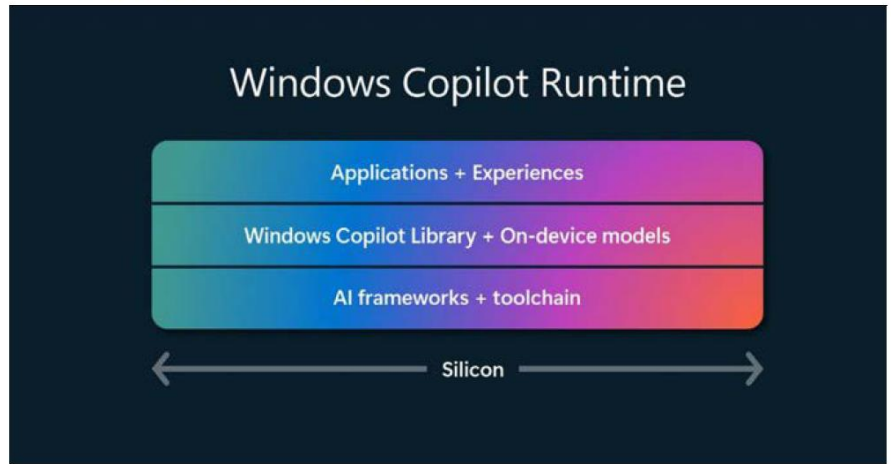 Windows Copilot Runtime
Applications + Experiences
Windows Copilot Library + On-device models
AI frameworks + toolchain
Silicon